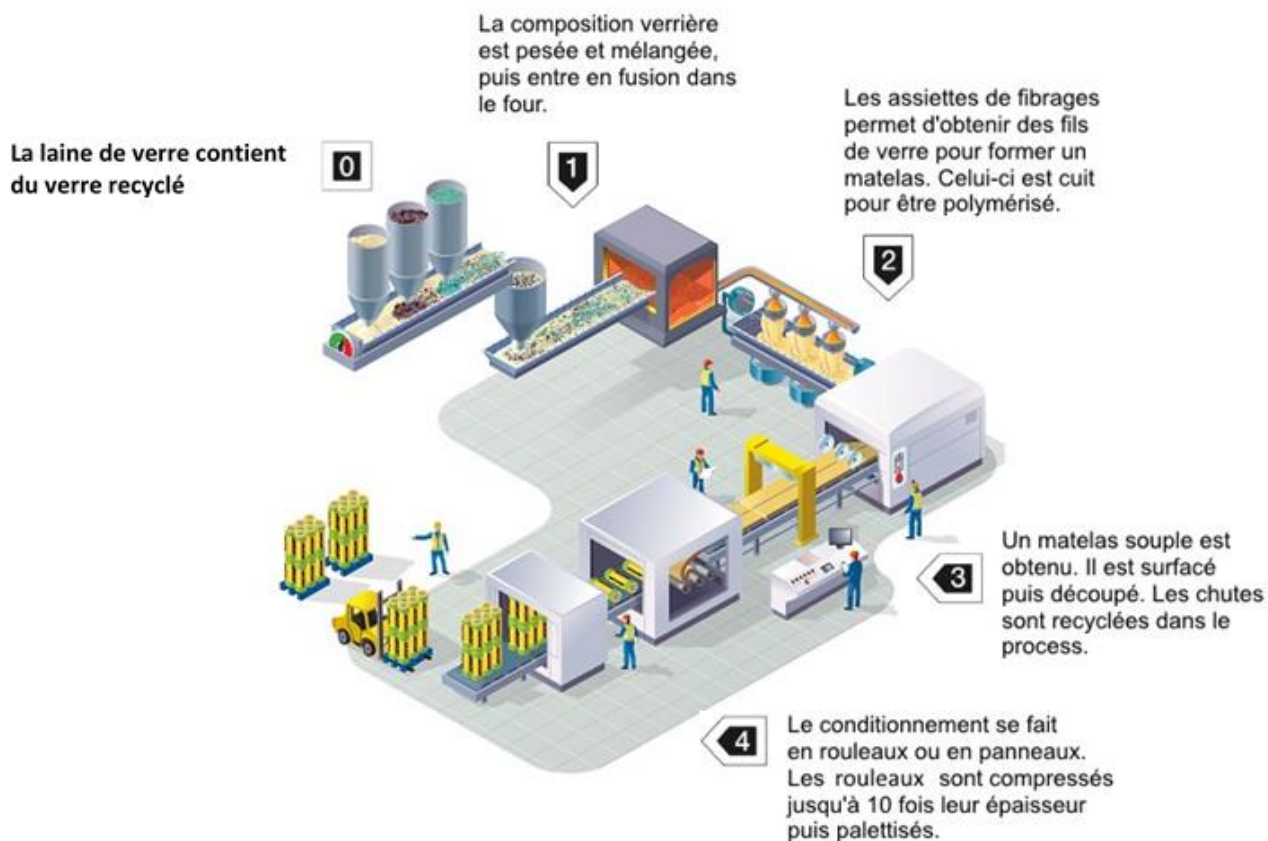 La laine de verre contient
du verre recyclé
0
1
La composition verrière
est pesée et mélangée,
puis entre en fusion dans
le four.
2
Les assiettes de fibrages
permet d'obtenir des fils
de verre pour former un
matelas. Celui-ci est cuit
pour être polymérisé.
3
Un matelas souple est
obtenu. Il est surfacé
puis découpé. Les chutes
sont recyclées dans le
process.
4
Le conditionnement se fait
en rouleaux ou en panneaux.
Les rouleaux sont compressés
jusqu'à 10 fois leur épaisseur
puis palettisés.